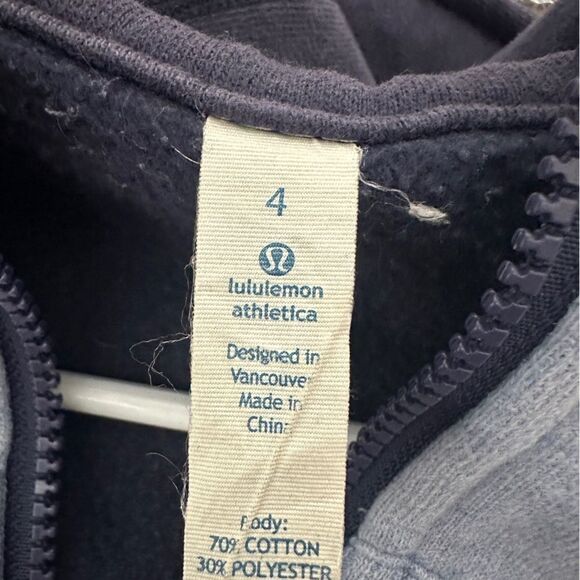 4
lululemon
athletica
Designed in
Vancouver
Made in
China
Body:
70% COTTON
30% POLYESTER